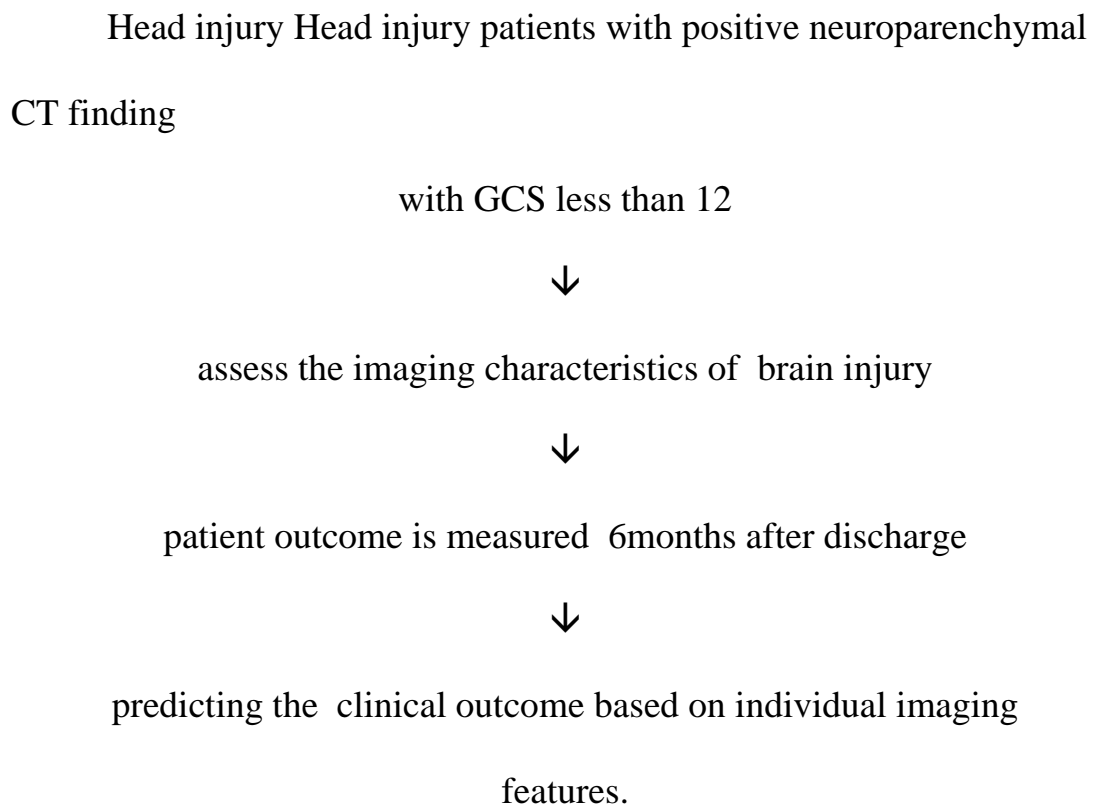 Head injury Head injury patients with positive neuroparenchymal
CT finding
with GCS less than 12
↓
assess the imaging characteristics of  brain injury
↓
patient outcome is measured  6months after discharge
↓
predicting the  clinical outcome based on individual imaging
features.